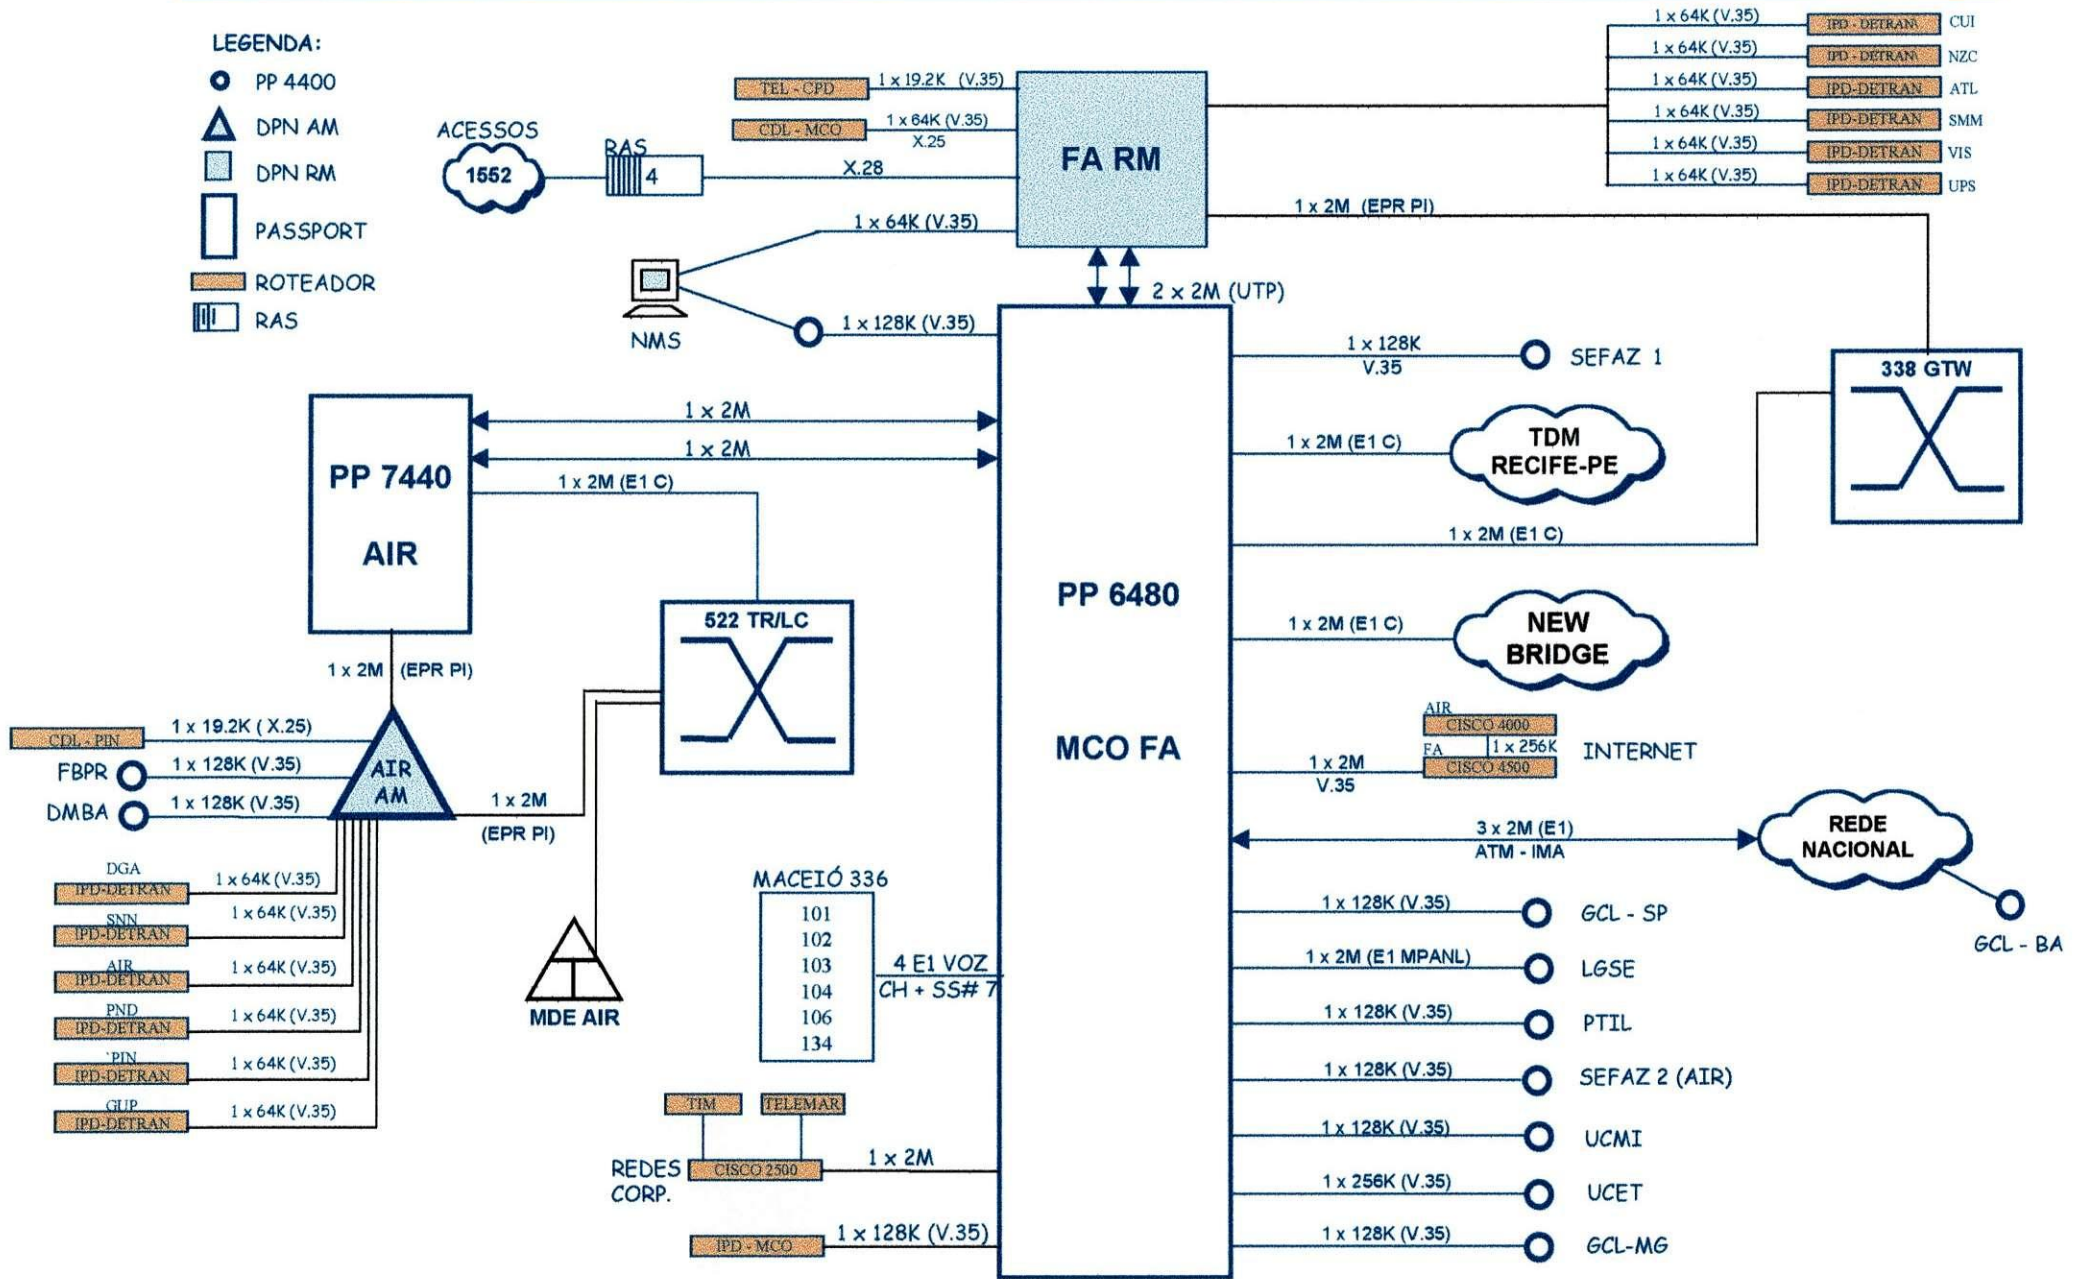 LEGENDA:
PP 4400
DPN AM
DPN RM
PASSPORT
ROTEADOR
RAS
ACESSOS
1552
RAS
4
X.28
TEL - CPD
1 x 19.2K (V.35)
CDL - MCO
1 x 64K (V.35)
X.25
FA RM
1 x 64K (V.35)
NMS
1 x 128K (V.35)
2 x 2M (UTP)
1 x 64K (V.35)
IPD - DETRAN
CUI
1 x 64K (V.35)
IPD - DETRAN
NZC
1 x 64K (V.35)
IPD-DETRAN
ATL
1 x 64K (V.35)
IPD-DETRAN
SMM
1 x 64K (V.35)
IPD-DETRAN
VIS
1 x 64K (V.35)
IPD-DETRAN
UPS
1 x 2M (EPR PI)
338 GTW
PP 7440
AIR
1 x 2M
1 x 2M
1 x 2M (E1 C)
522 TR/LC
1 x 2M (EPR PI)
CDL - PIN
1 x 19.2K ( X.25)
FBPR
1 x 128K (V.35)
DMBA
1 x 128K (V.35)
AIR
AM
1 x 2M
(EPR PI)
DGA
IPD-DETRAN
1 x 64K (V.35)
SNN
IPD-DETRAN
1 x 64K (V.35)
AIR
IPD-DETRAN
1 x 64K (V.35)
PND
IPD-DETRAN
1 x 64K (V.35)
`PIN
IPD-DETRAN
1 x 64K (V.35)
GUP
IPD-DETRAN
1 x 64K (V.35)
MDE AIR
MACEIÓ 336
101
102
103
104
106
134
4 E1 VOZ
CH + SS# 7
TIM
TELEMAR
REDES
CORP.
CISCO 2500
1 x 2M
IPD - MCO
1 x 128K (V.35)
PP 6480
MCO FA
1 x 128K
V.35
SEFAZ 1
1 x 2M (E1 C)
TDM
RECIFE-PE
1 x 2M (E1 C)
1 x 2M (E1 C)
NEW
BRIDGE
AIR
CISCO 4000
FA
1 x 256K
CISCO 4500
INTERNET
1 x 2M
V.35
3 x 2M (E1)
ATM - IMA
REDE
NACIONAL
GCL - BA
1 x 128K (V.35)
GCL - SP
1 x 2M (E1 MPANL)
LGSE
1 x 128K (V.35)
PTIL
1 x 128K (V.35)
SEFAZ 2 (AIR)
1 x 128K (V.35)
UCMI
1 x 256K (V.35)
UCET
1 x 128K (V.35)
GCL-MG